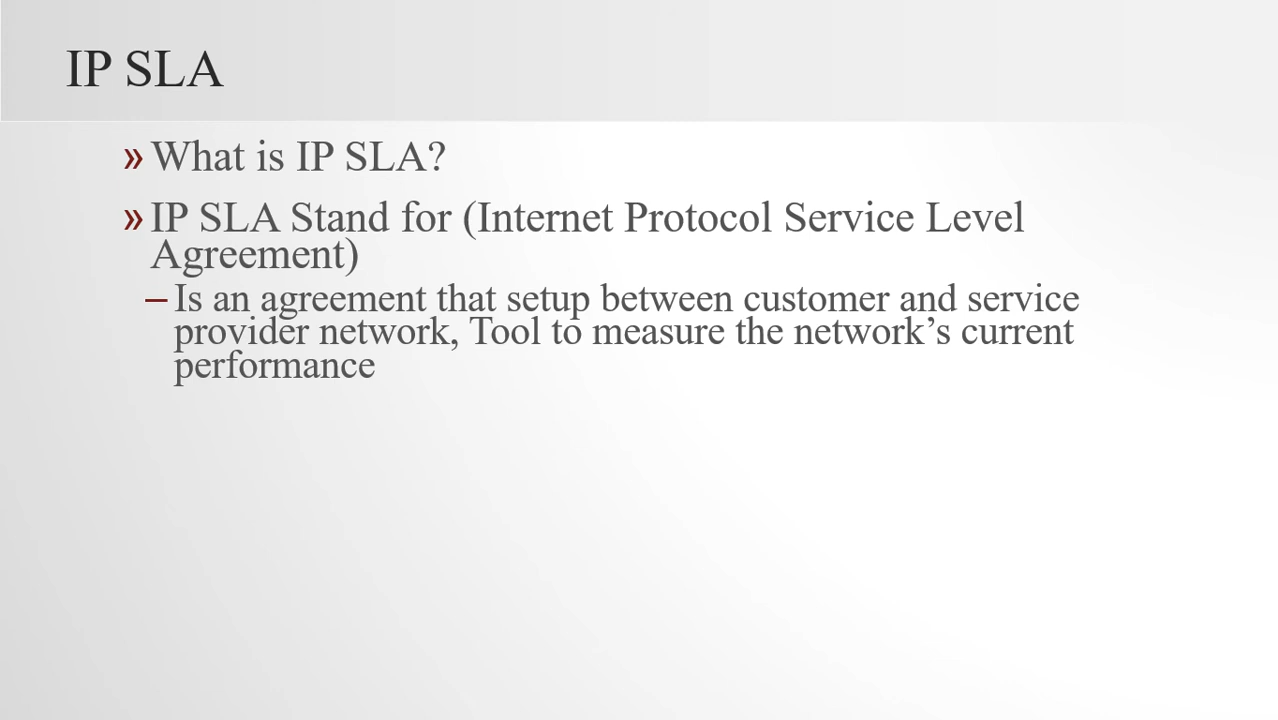 IP SLA
» What is IP SLA?
» IP SLA Stand for (Internet Protocol Service Level
Agreement)
– Is an agreement that setup between customer and service
provider network, Tool to measure the network’s current
performance